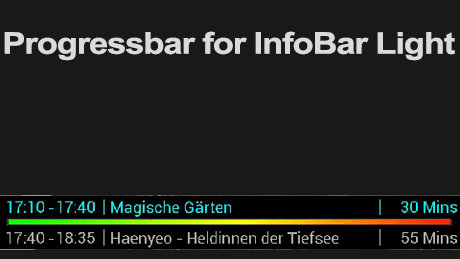 Progressbar for InfoBar Light
17:10 - 17:40 | Magische Gärten | 30 Mins
17:40 - 18:35 | Haenyeo - Heldinnen der Tiefsee | 55 Mins